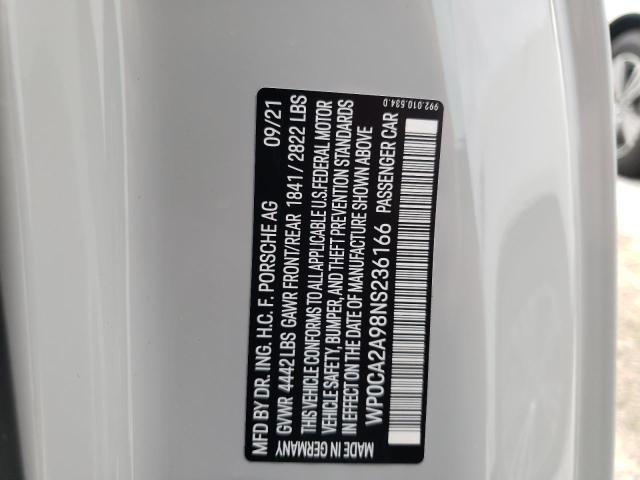 MFD BY DR. ING. H.C. F. PORSCHE AG 09/21
GVWR 4442 LBS GAWR FRONT/REAR 1841 / 2822 LBS
THIS VEHICLE CONFORMS TO ALL APPLICABLE U.S. FEDERAL MOTOR
VEHICLE SAFETY, BUMPER, AND THEFT PREVENTION STANDARDS
IN EFFECT ON THE DATE OF MANUFACTURE SHOWN ABOVE
WP0CA2A98NS236166 PASSENGER CAR
MADE IN GERMANY
992.010.534.D